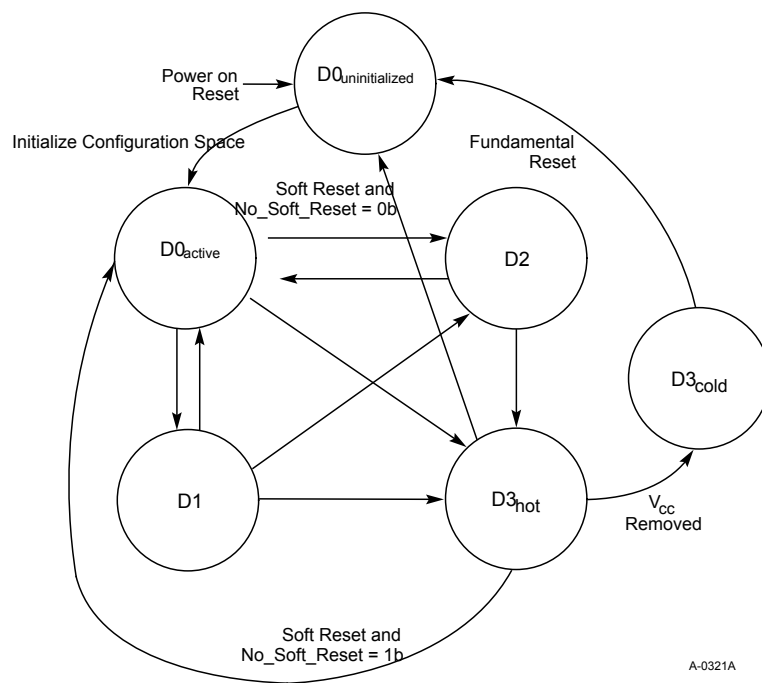 D0uninitialized
Power on
Reset
Initialize Configuration Space
Fundamental
Reset
Soft Reset and
No_Soft_Reset = 0b
D0active
D2
D3cold
D1
D3hot
Vcc
Removed
Soft Reset and
No_Soft_Reset = 1b
A-0321A